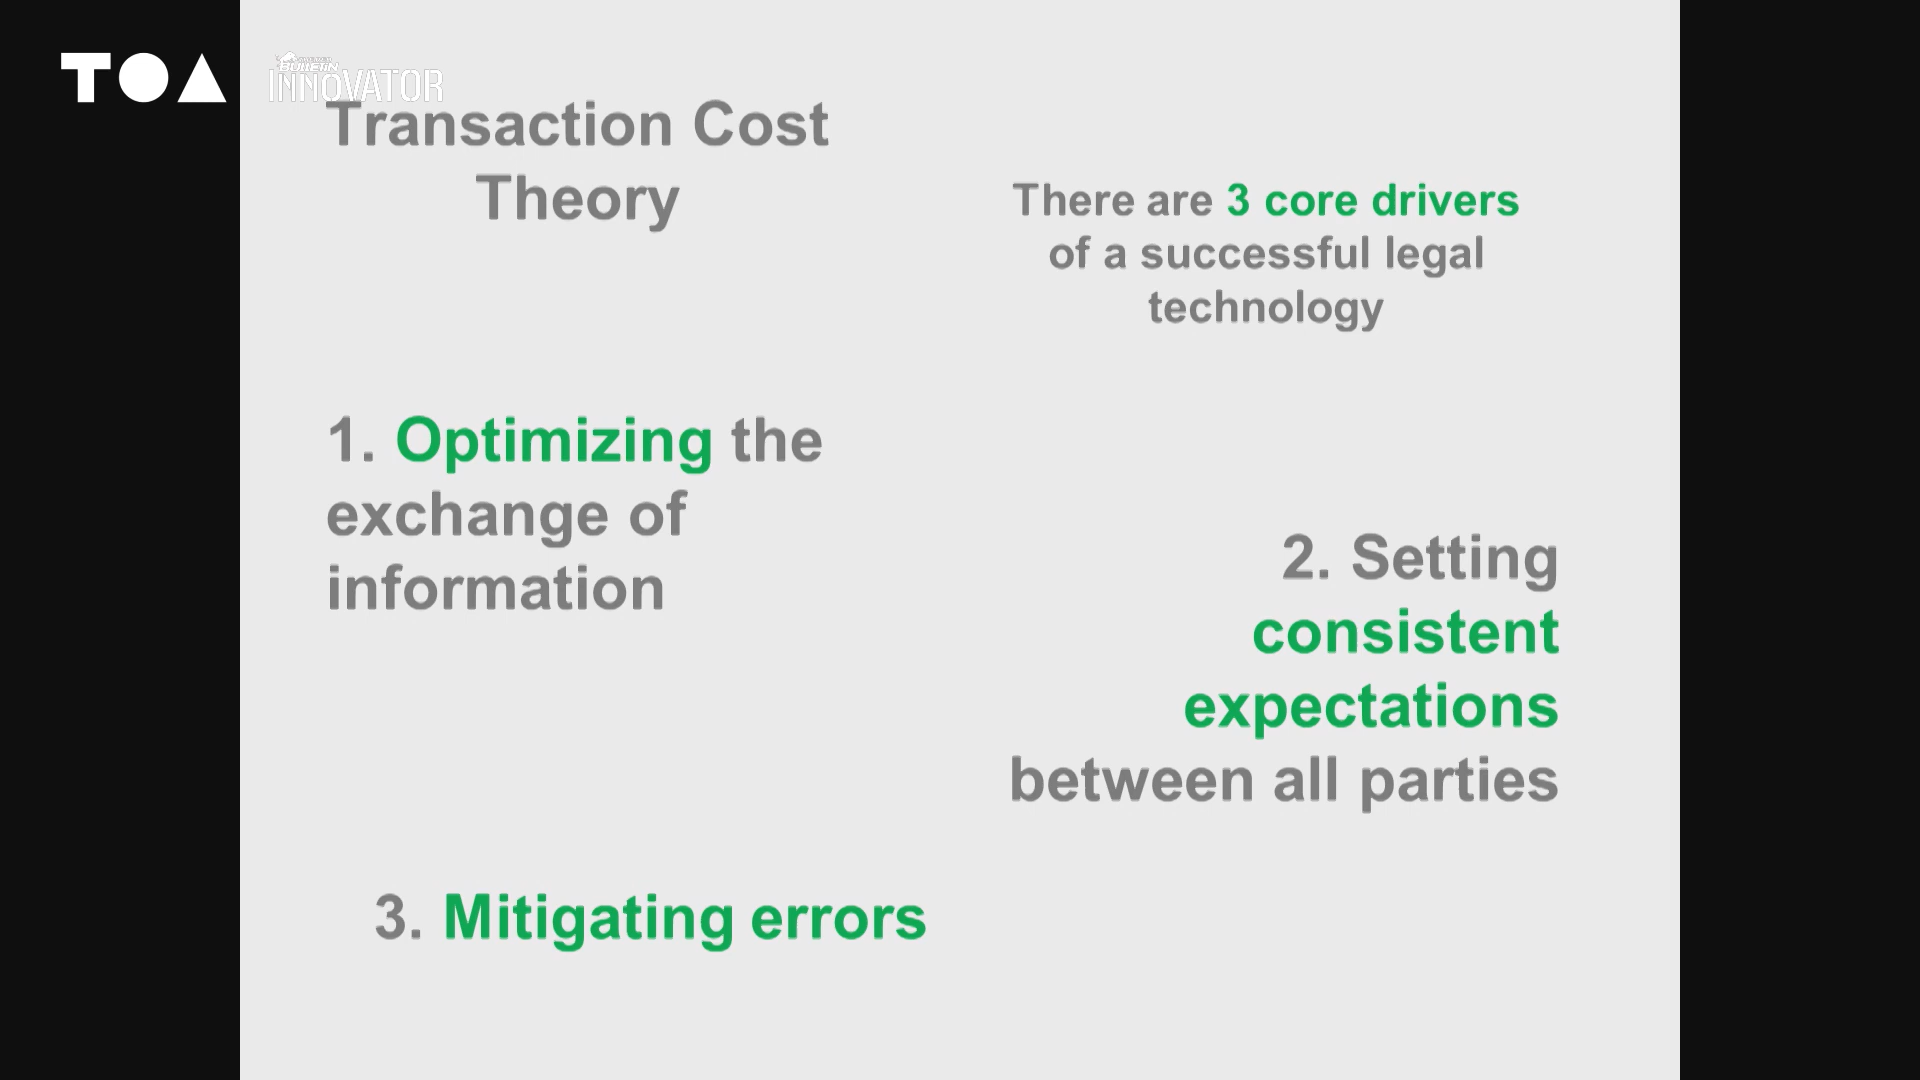 TOA
BULLETIN
INNOVATOR
Transaction Cost
Theory
There are 3 core drivers
of a successful legal
technology
1. Optimizing the
exchange of
information
2. Setting
consistent
expectations
between all parties
3. Mitigating errors